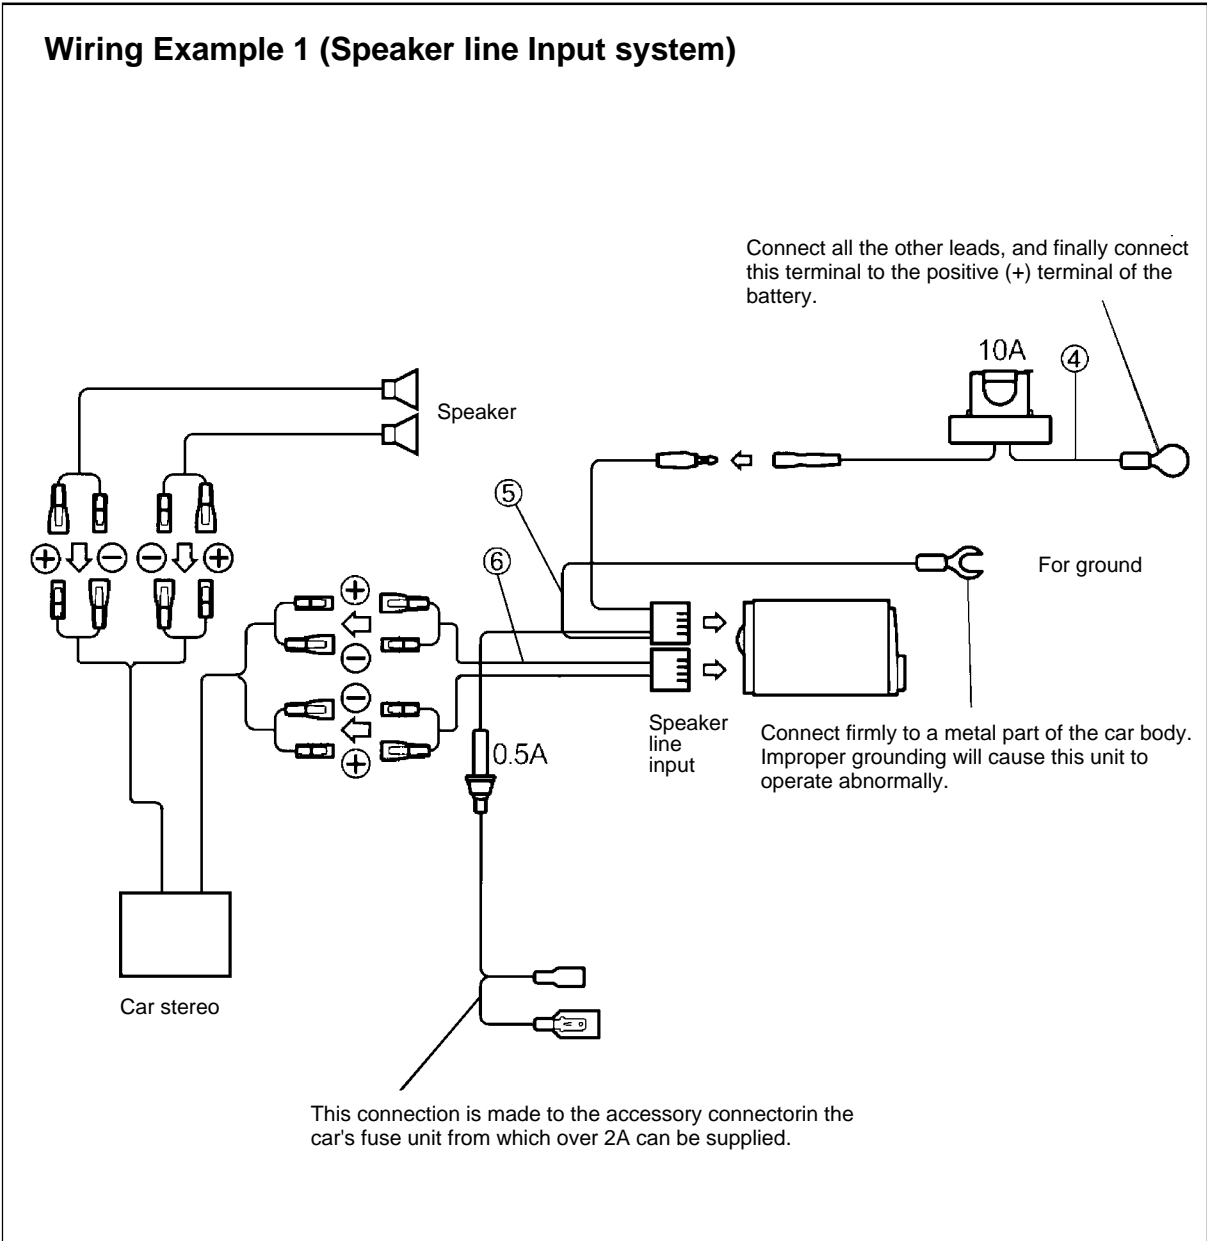 Wiring Example 1 (Speaker line Input system)
Connect all the other leads, and finally connect
this terminal to the positive (+) terminal of the
battery.
10A
④
Speaker
⑤
⑥
For ground
⊕ ⊖ ⊖ ⊕
⊕
⊖
⊖
⊕
Speaker
line
input
Connect firmly to a metal part of the car body.
Improper grounding will cause this unit to
operate abnormally.
0.5A
Car stereo
This connection is made to the accessory connectorin the
car's fuse unit from which over 2A can be supplied.